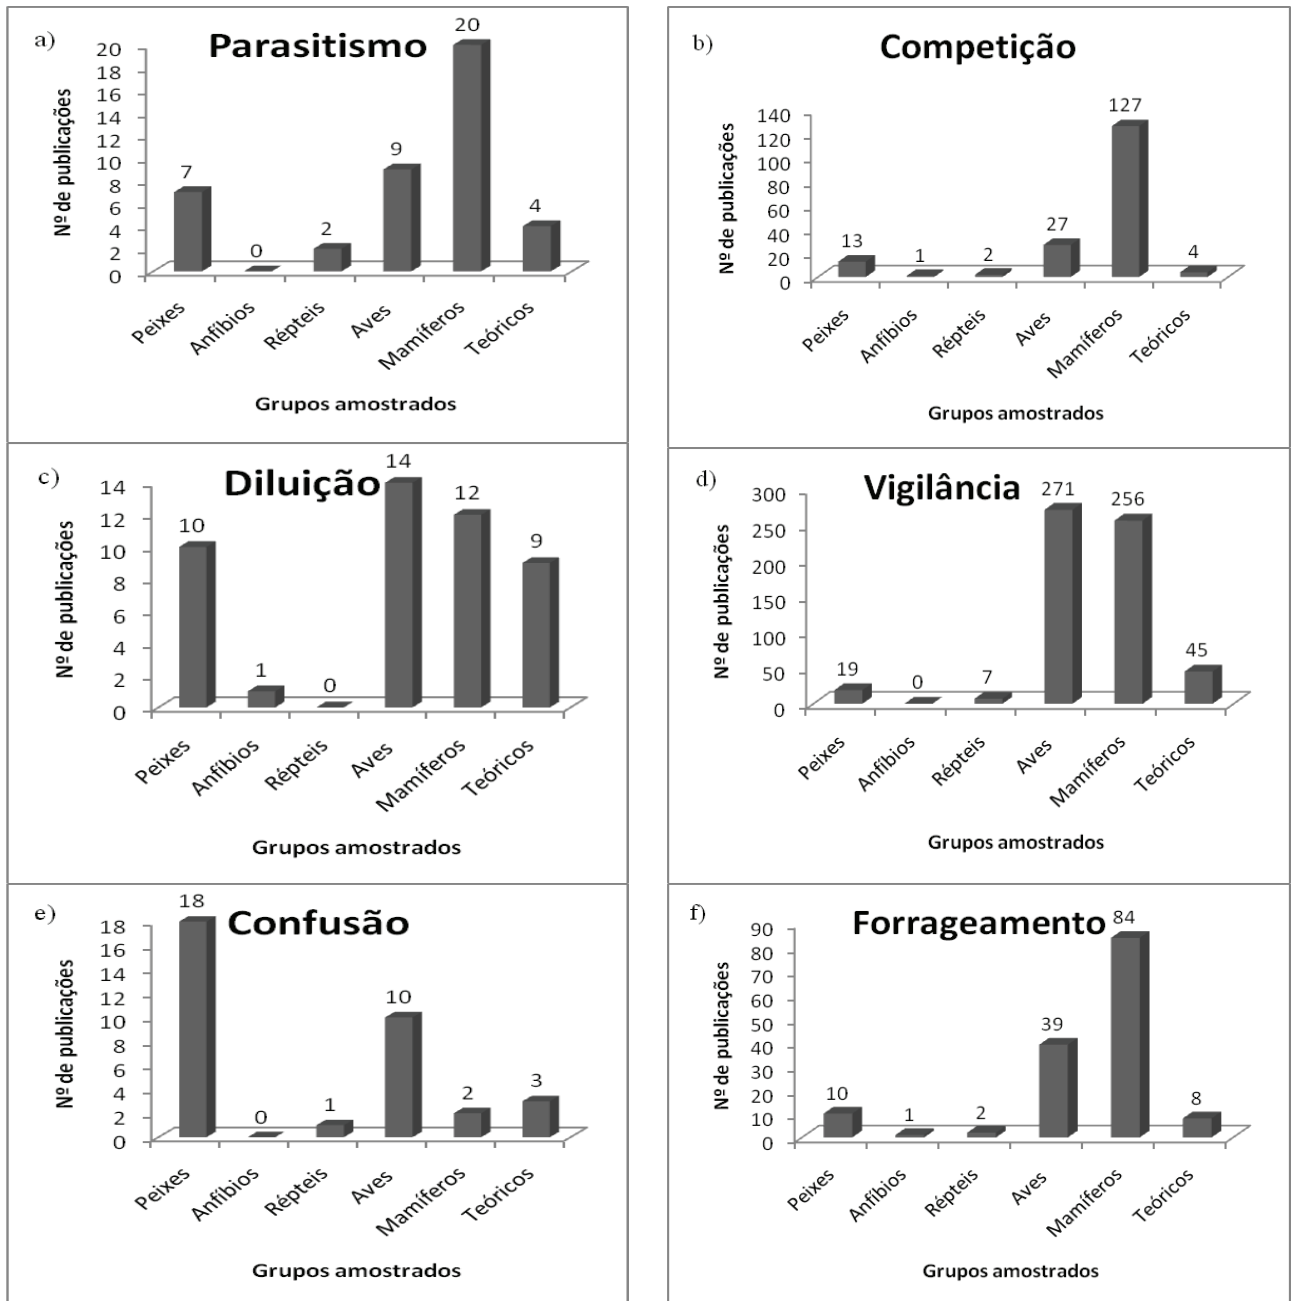 a)
Parasitismo
Nº de publicações
20
18
16
14
12
10
8
6
4
2
0
7
0
2
9
20
4
Peixes
Anfíbios
Répteis
Aves
Mamíferos
Teóricos
Grupos amostrados
b)
Competição
Nº de publicações
140
120
100
80
60
40
20
0
13
1
2
27
127
4
Peixes
Anfíbios
Répteis
Aves
Mamíferos
Teóricos
Grupos amostrados
c)
Diluição
Nº de publicações
14
12
10
8
6
4
2
0
10
1
0
14
12
9
Peixes
Anfíbios
Répteis
Aves
Mamíferos
Teóricos
Grupos amostrados
d)
Vigilância
Nº de publicações
300
250
200
150
100
50
0
19
0
7
271
256
45
Peixes
Anfíbios
Répteis
Aves
Mamíferos
Teóricos
Grupos amostrados
e)
Confusão
Nº de publicações
18
16
14
12
10
8
6
4
2
0
18
0
1
10
2
3
Peixes
Anfíbios
Répteis
Aves
Mamíferos
Teóricos
Grupos amostrados
f)
Forrageamento
Nº de publicações
90
80
70
60
50
40
30
20
10
0
10
1
2
39
84
8
Peixes
Anfíbios
Répteis
Aves
Mamíferos
Teóricos
Grupos amostrados